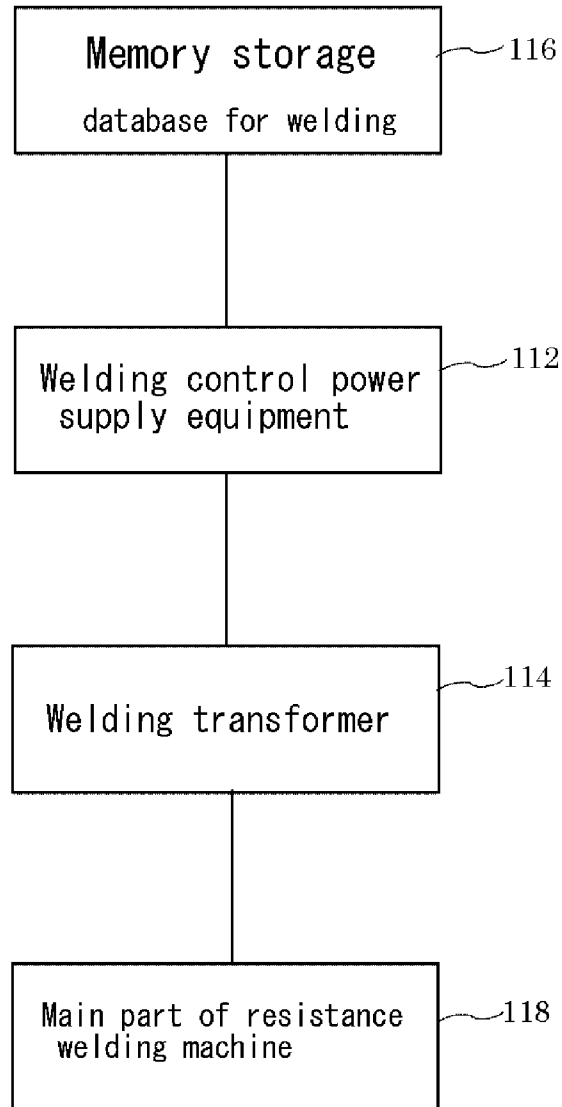 Memory storage
116
database for welding
Welding control power
112
supply equipment
Welding transformer
114
Main part of resistance
118
welding machine